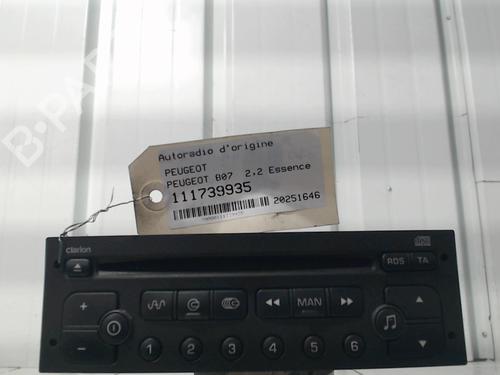 B-PARTS
Autoradio d'origine
PEUGEOT
PEUGEOT 807 2,2 Essence
111739935
20251646
clarion
RDS TA
+ MAN
−
1 2 3 4 5 6